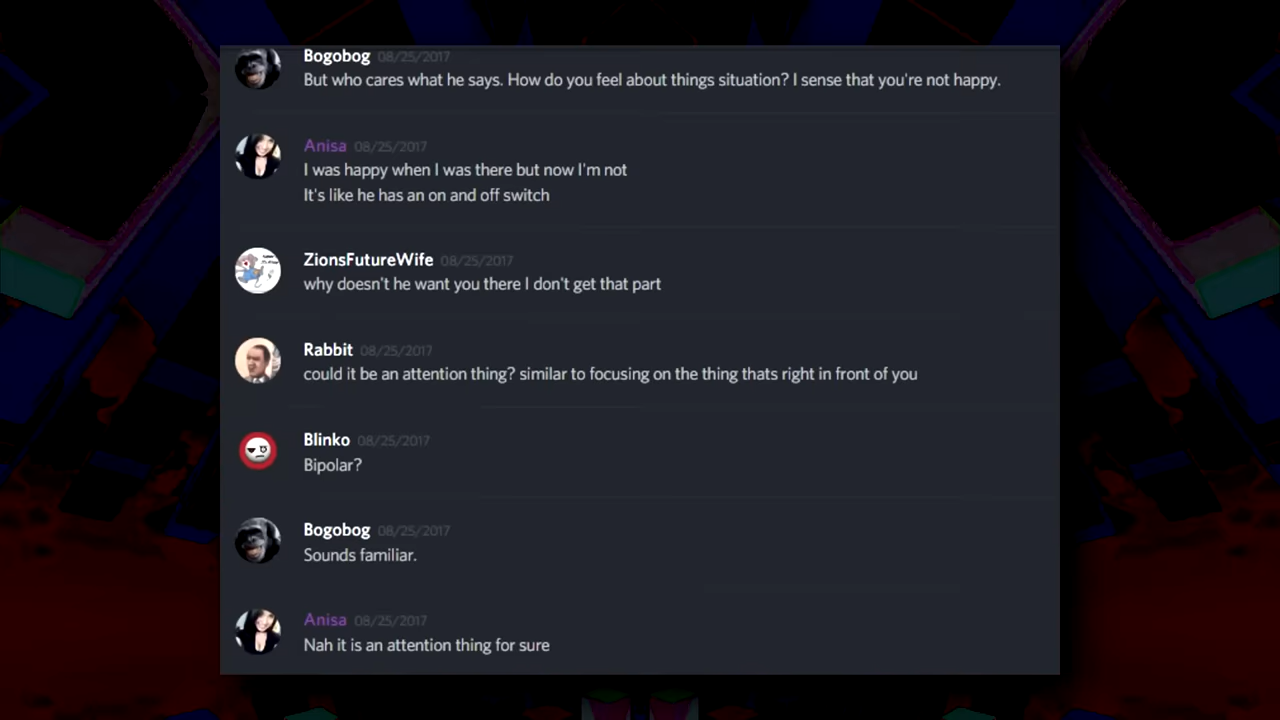 Bogobog 08/25/2017
But who cares what he says. How do you feel about things situation? I sense that you're not happy.
Anisa 08/25/2017
I was happy when I was there but now I'm not
It's like he has an on and off switch
ZionsFutureWife 08/25/2017
why doesn't he want you there I don't get that part
Rabbit 08/25/2017
could it be an attention thing? similar to focusing on the thing thats right in front of you
Blinko 08/25/2017
Bipolar?
Bogobog 08/25/2017
Sounds familiar.
Anisa 08/25/2017
Nah it is an attention thing for sure